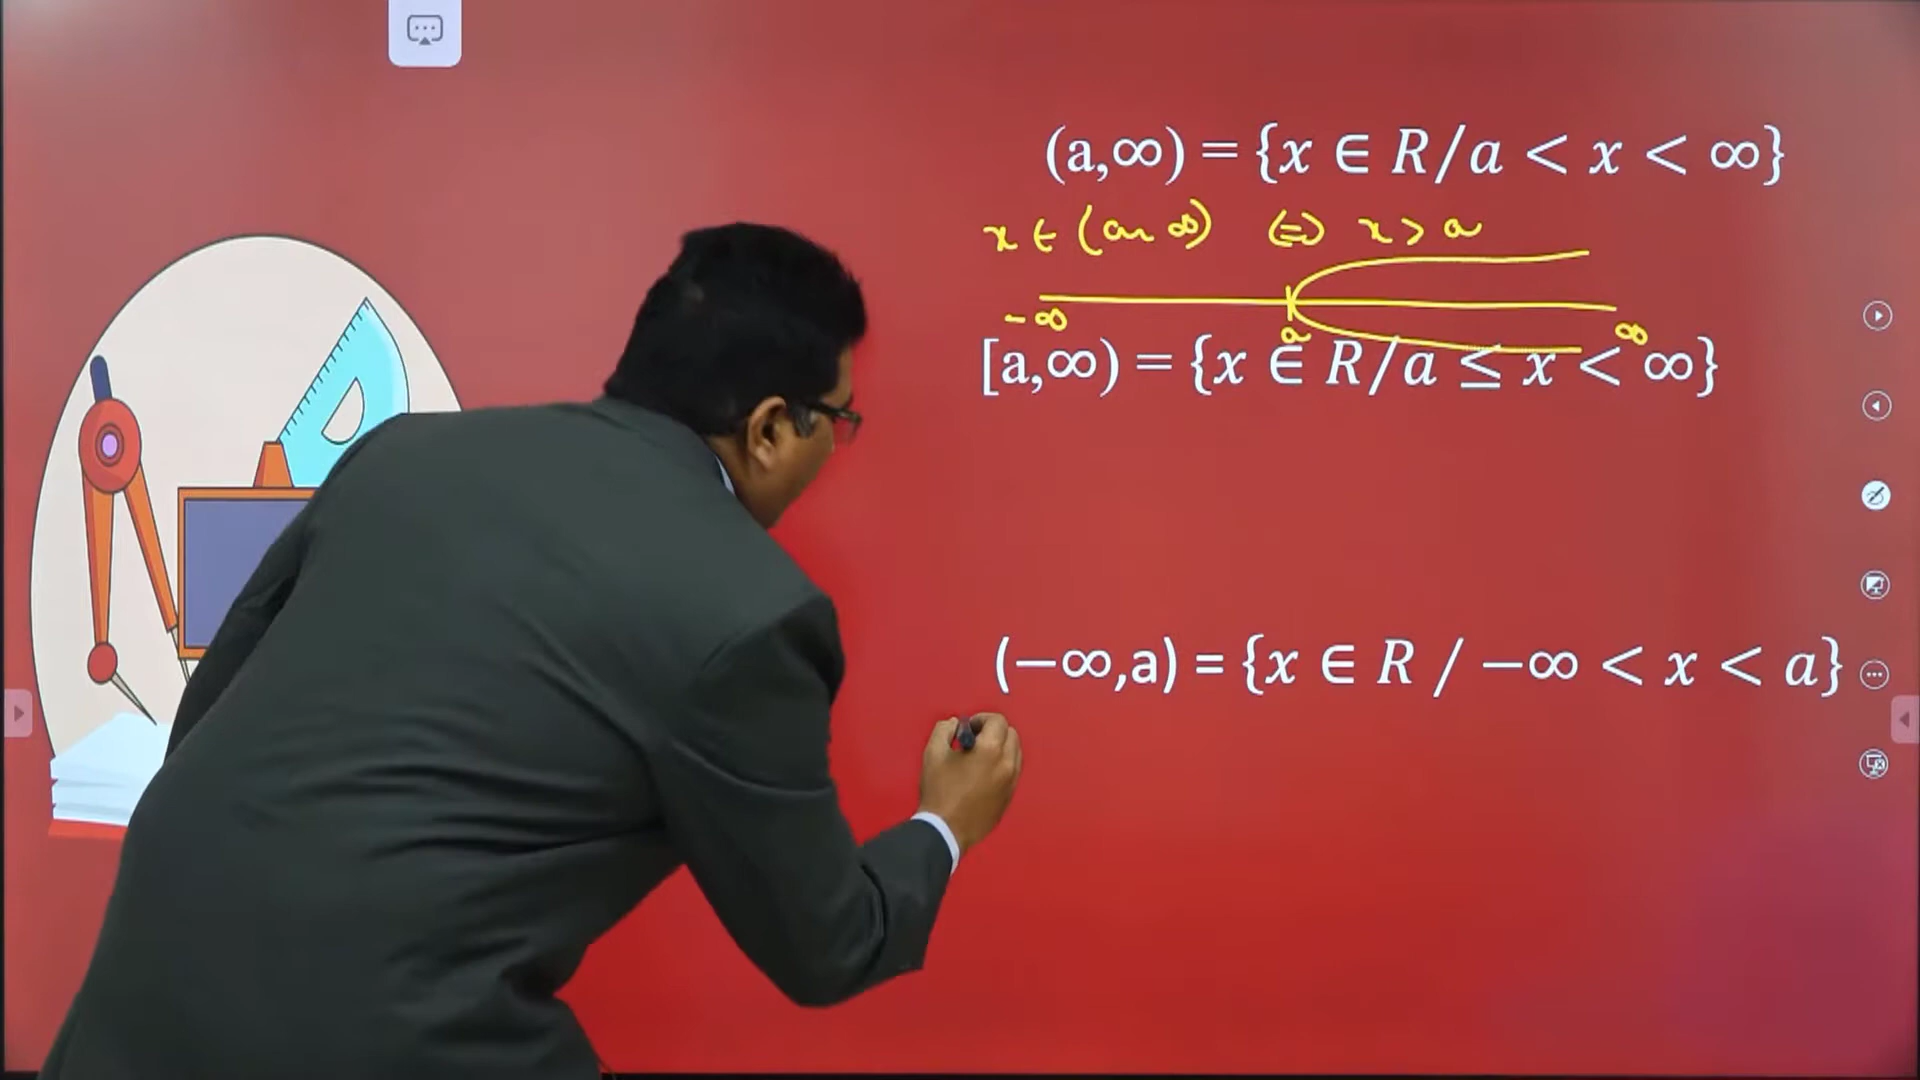 (a,∞) = {x ∈ R/a < x < ∞}
x ∈ (a, ∞) ⇔ x > a
-∞ a ∞
[a,∞) = {x ∈ R/a ≤ x < ∞}
(−∞,a) = {x ∈ R / −∞ < x < a}